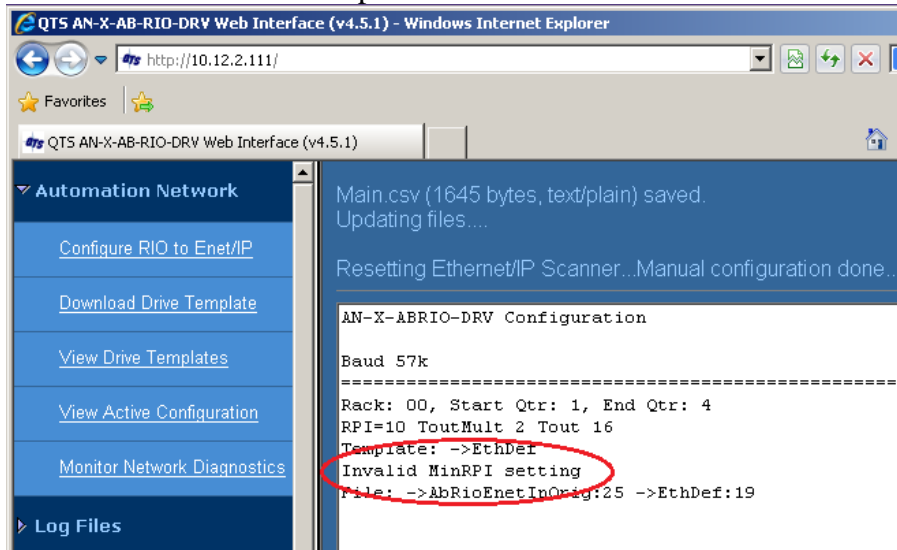 QTS AN-X-AB-RIO-DRV Web Interface (v4.5.1) - Windows Internet Explorer
http://10.12.2.111/
Favorites
QTS AN-X-AB-RIO-DRV Web Interface (v4.5.1)
Automation Network
Configure RIO to Enet/IP
Download Drive Template
View Drive Templates
View Active Configuration
Monitor Network Diagnostics
Log Files
Main.csv (1645 bytes, text/plain) saved.
Updating files....
Resetting Ethernet/IP Scanner...Manual configuration done..
AN-X-ABRIO-DRV Configuration
Baud 57k
======================================================
Rack: 00, Start Qtr: 1, End Qtr: 4
RPI=10 ToutMult 2 Tout 16
Template: ->EthDef
Invalid MinRPI setting
File: ->AbRioEnetInOrig:25 ->EthDef:19